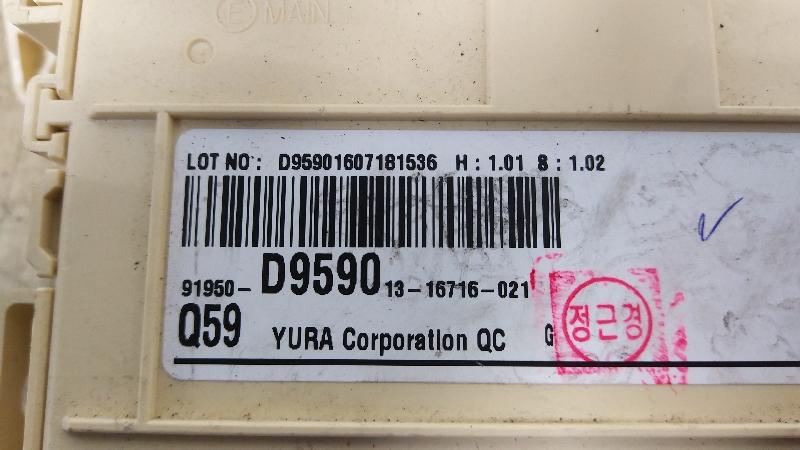 E MAIN
LOT NO : D95901607181536 H : 1.01 S : 1.02
91950- D9590 13-16716-021
Q59 YURA Corporation QC G
정근경